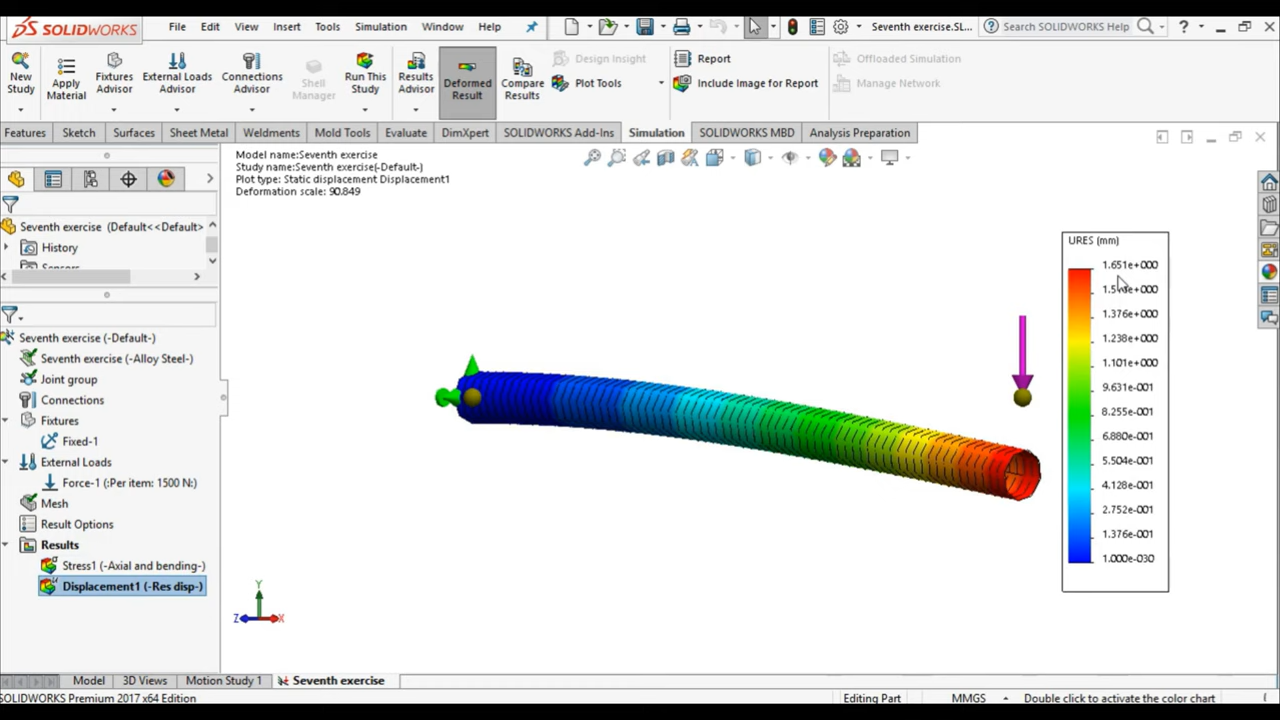 SOLIDWORKS File Edit View Insert Tools Simulation Window Help Seventh exercise.SL... Search SOLIDWORKS Help ?
New Study
Apply Material
Fixtures Advisor
External Loads Advisor
Connections Advisor
Shell Manager
Run This Study
Results Advisor
Deformed Result
Compare Results
Design Insight
Plot Tools
Report
Include Image for Report
Offloaded Simulation
Manage Network
Features Sketch Surfaces Sheet Metal Weldments Mold Tools Evaluate DimXpert SOLIDWORKS Add-Ins Simulation SOLIDWORKS MBD Analysis Preparation
Model name:Seventh exercise
Study name:Seventh exercise(-Default-)
Plot type: Static displacement Displacement1
Deformation scale: 90.849
Seventh exercise (Default<<Default>
History
Sensors
Seventh exercise (-Default-)
Seventh exercise (-Alloy Steel-)
Joint group
Connections
Fixtures
Fixed-1
External Loads
Force-1 (:Per item: 1500 N:)
Mesh
Result Options
Results
Stress1 (-Axial and bending-)
Displacement1 (-Res disp-)
URES (mm)
1.651e+000
1.376e+000
1.238e+000
1.101e+000
9.631e-001
8.255e-001
6.880e-001
5.504e-001
4.128e-001
2.752e-001
1.376e-001
1.000e-030
Y
Z X
Model 3D Views Motion Study 1 Seventh exercise
SOLIDWORKS Premium 2017 x64 Edition Editing Part MMGS Double click to activate the color chart